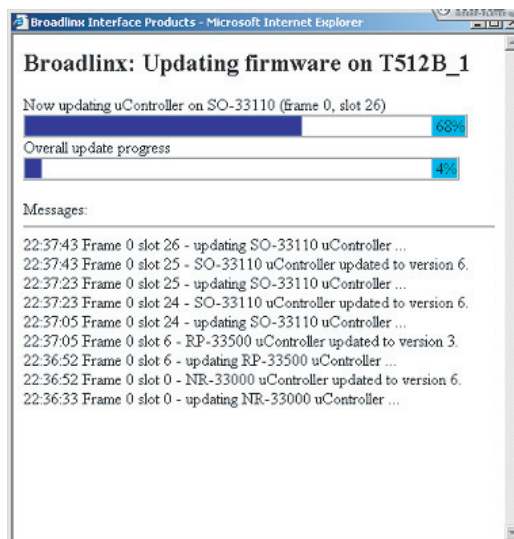 Broadlinx Interface Products - Microsoft Internet Explorer
Broadlinx: Updating firmware on T512B_1
Now updating uController on SO-33110 (frame 0, slot 26)
68%
Overall update progress
4%
Messages:
22:37:43 Frame 0 slot 26 - updating SO-33110 uController ...
22:37:43 Frame 0 slot 25 - SO-33110 uController updated to version 6.
22:37:23 Frame 0 slot 25 - updating SO-33110 uController ...
22:37:23 Frame 0 slot 24 - SO-33110 uController updated to version 6.
22:37:05 Frame 0 slot 24 - updating SO-33110 uController ...
22:37:05 Frame 0 slot 6 - RP-33500 uController updated to version 3.
22:36:52 Frame 0 slot 6 - updating RP-33500 uController ...
22:36:52 Frame 0 slot 0 - NR-33000 uController updated to version 6.
22:36:33 Frame 0 slot 0 - updating NR-33000 uController ...